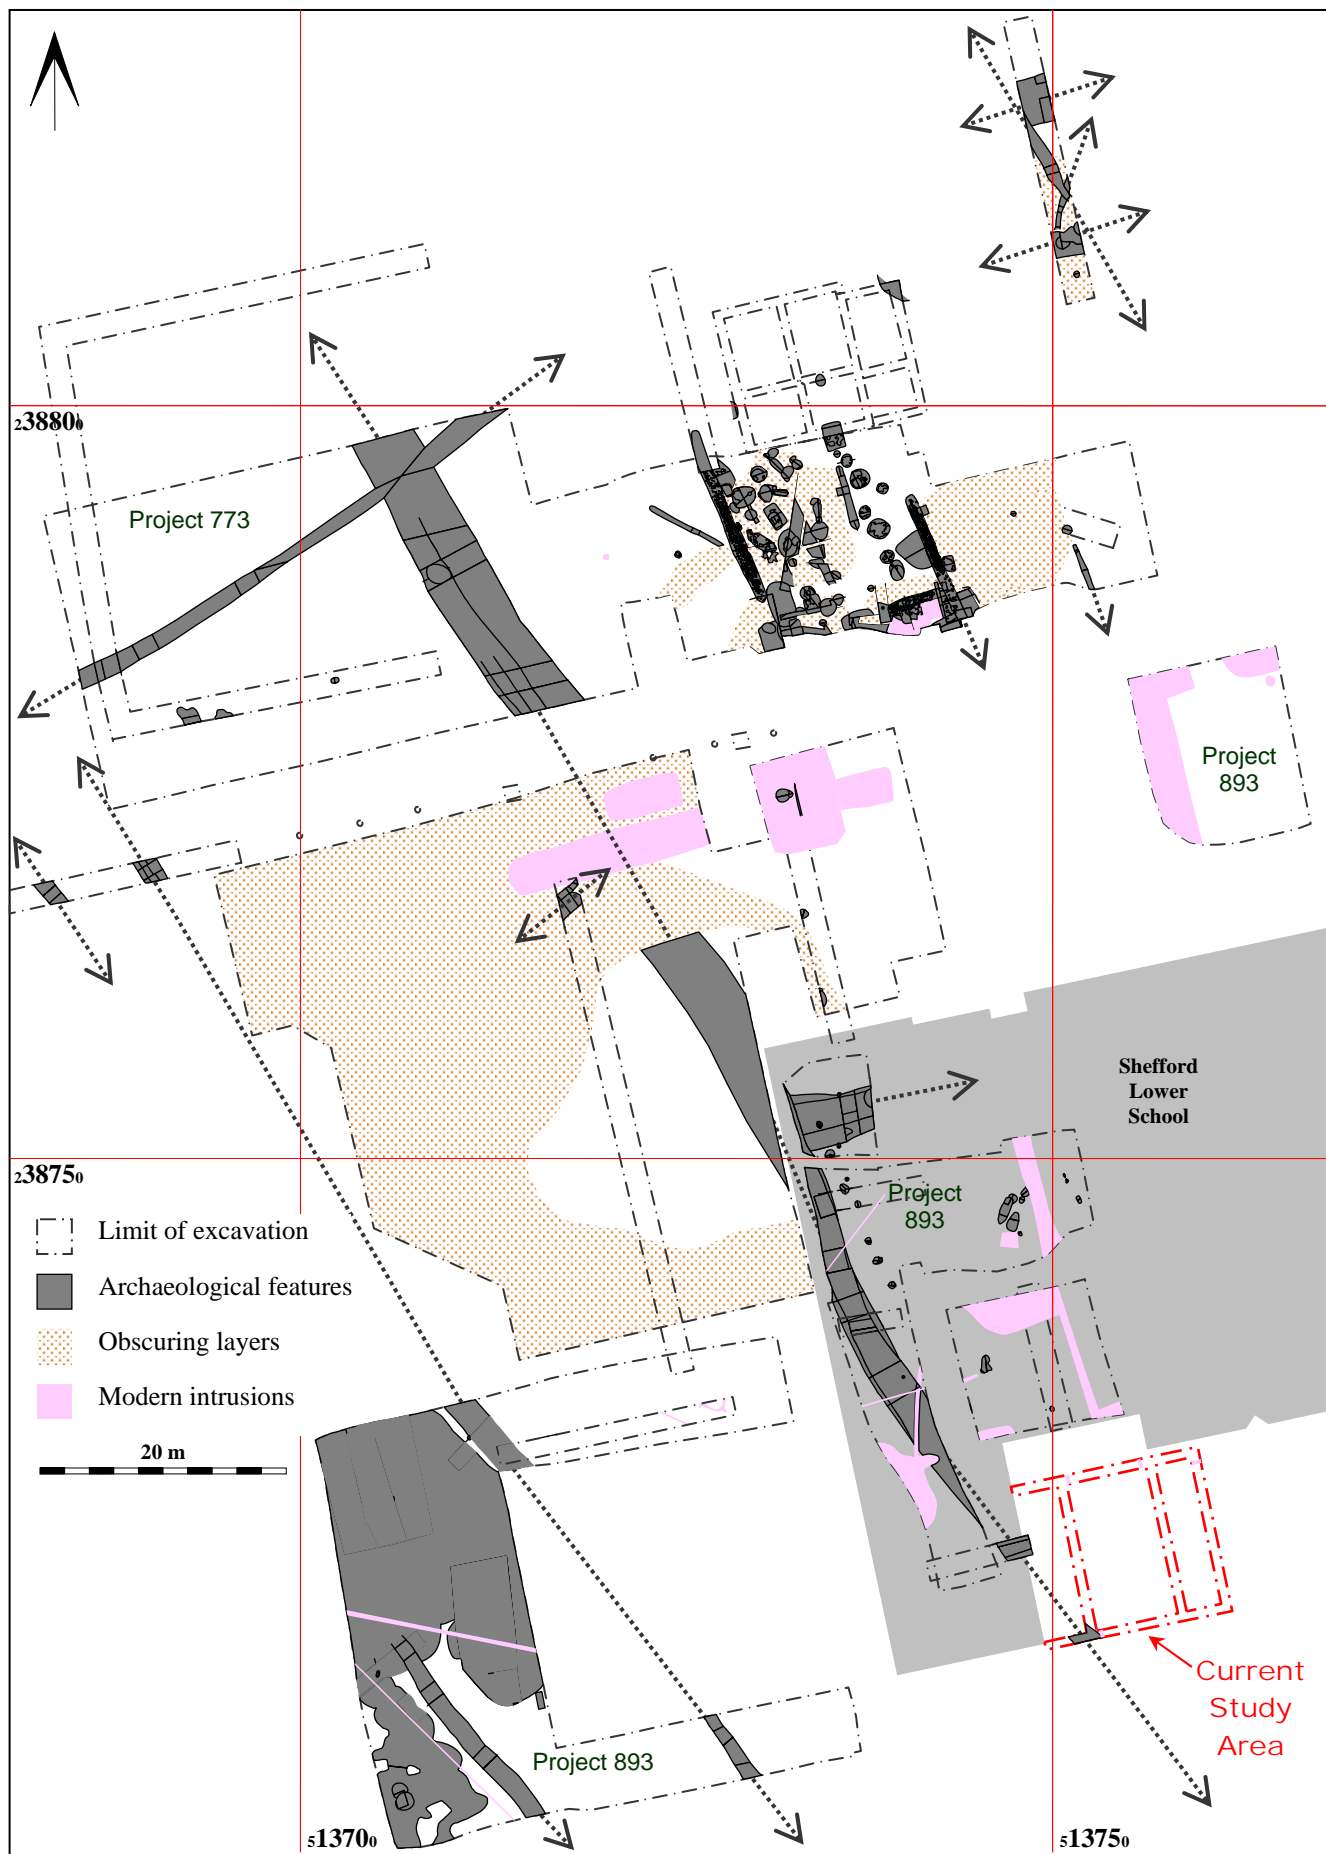 238800
Project 773
Project
893
Shefford
Lower
School
238750
Project
893
Limit of excavation
Archaeological features
Obscuring layers
Modern intrusions
20 m
Current
Study
Area
Project 893
513700
513750